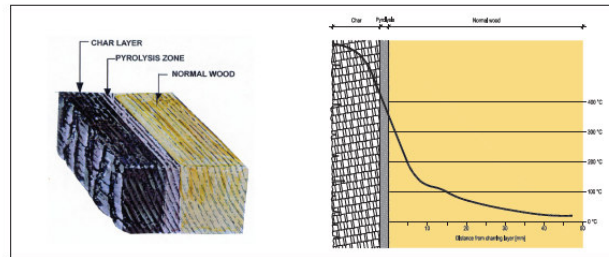 CHAR LAYER
PYROLYSIS ZONE
NORMAL WOOD
Char
Pyrolysis
Normal wood
400 °C
300 °C
200 °C
100 °C
0 °C
10
20
30
40
50
Distance from charring layer [mm]